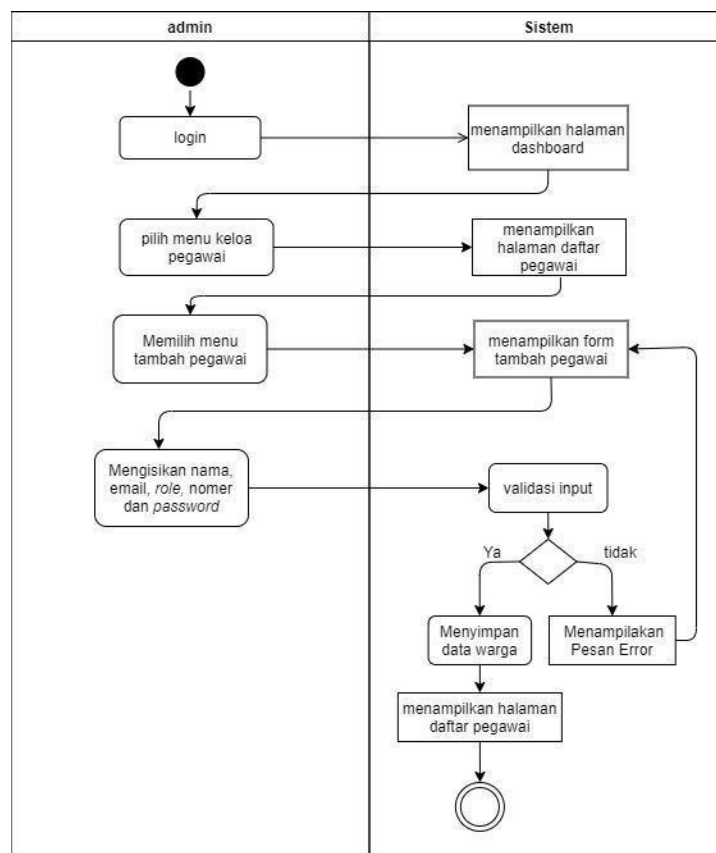 admin
Sistem
login
menampilkan halaman
dashboard
pilih menu keloa
pegawai
menampilkan
halaman daftar
pegawai
Memilih menu
tambah pegawai
menampilkan form
tambah pegawai
Mengisikan nama,
email, role, nomer
dan password
validasi input
Ya
tidak
Menyimpan
data warga
Menampilakan
Pesan Error
menampilkan halaman
daftar pegawai